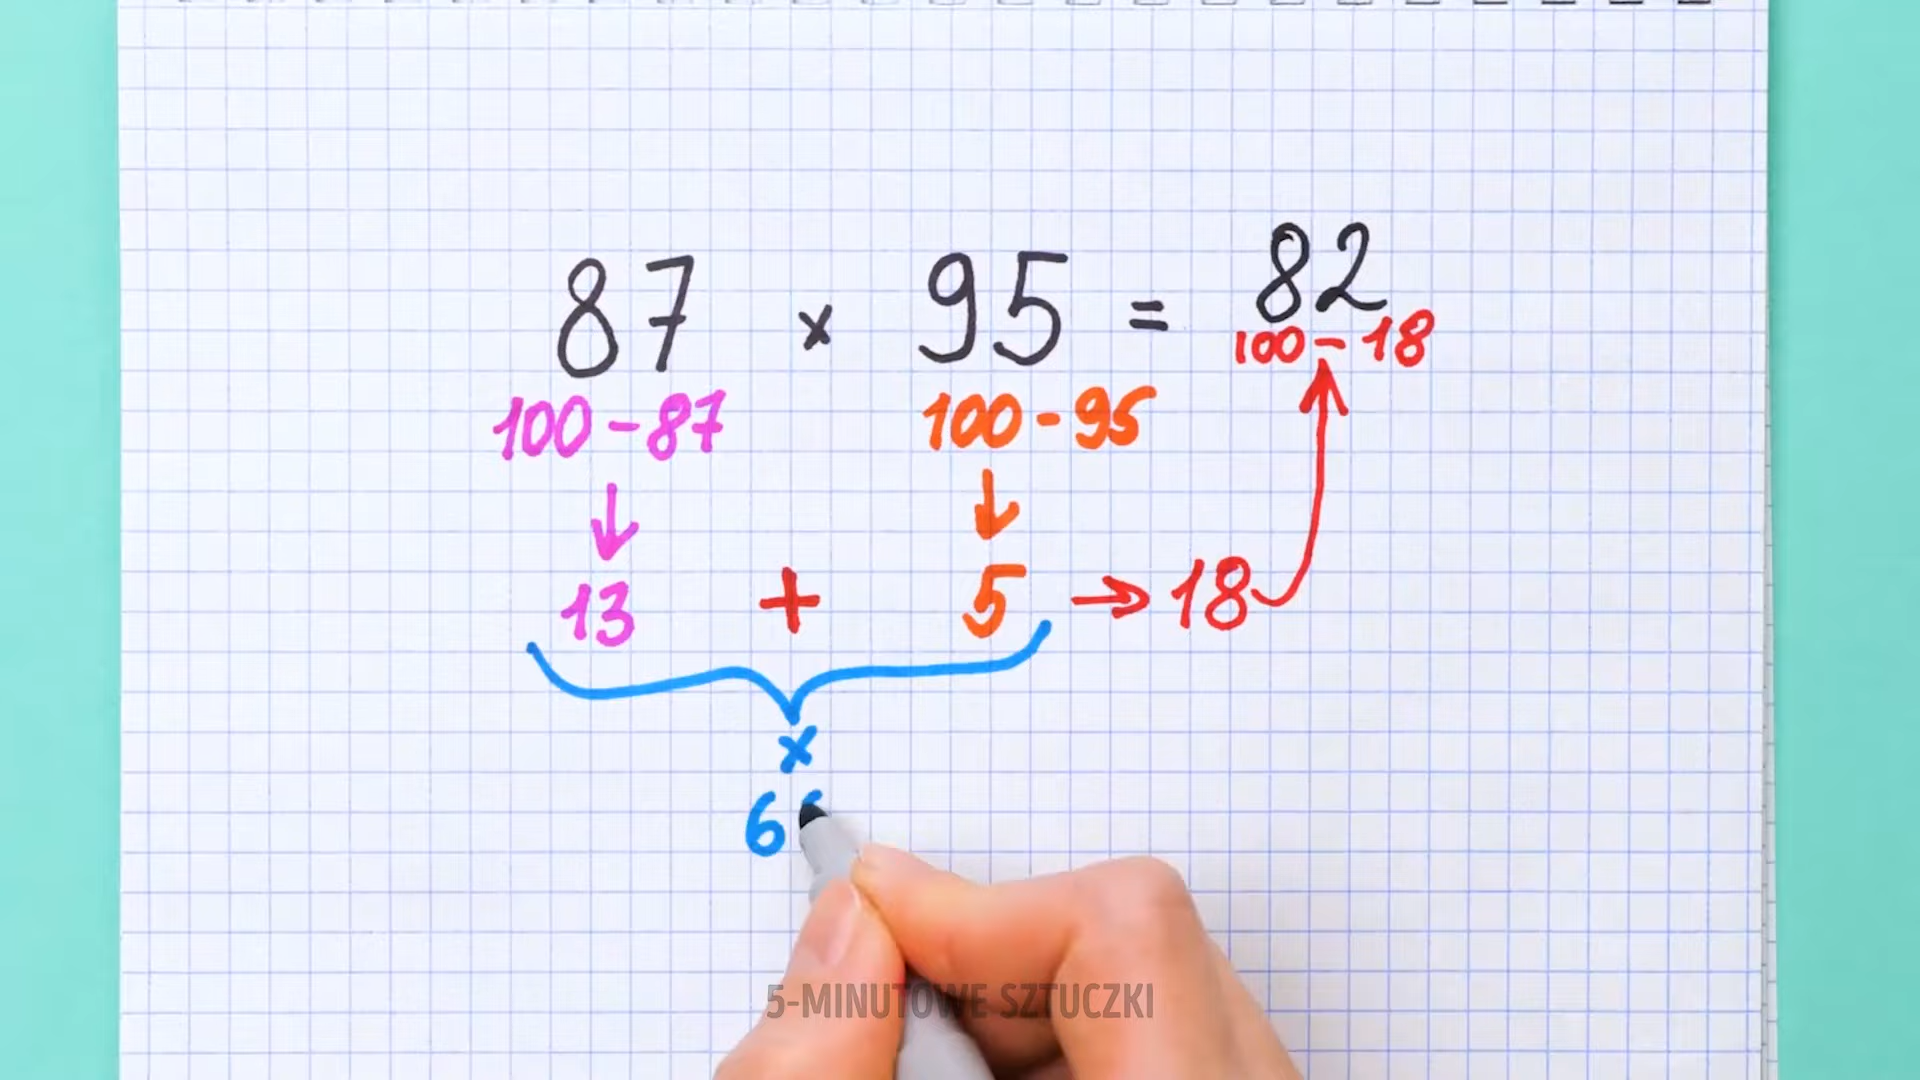 87 x 95 = 82
100-18
100-87 100-95
13 + 5 → 18
x
6
5-MINUTOWE SZTUCZKI